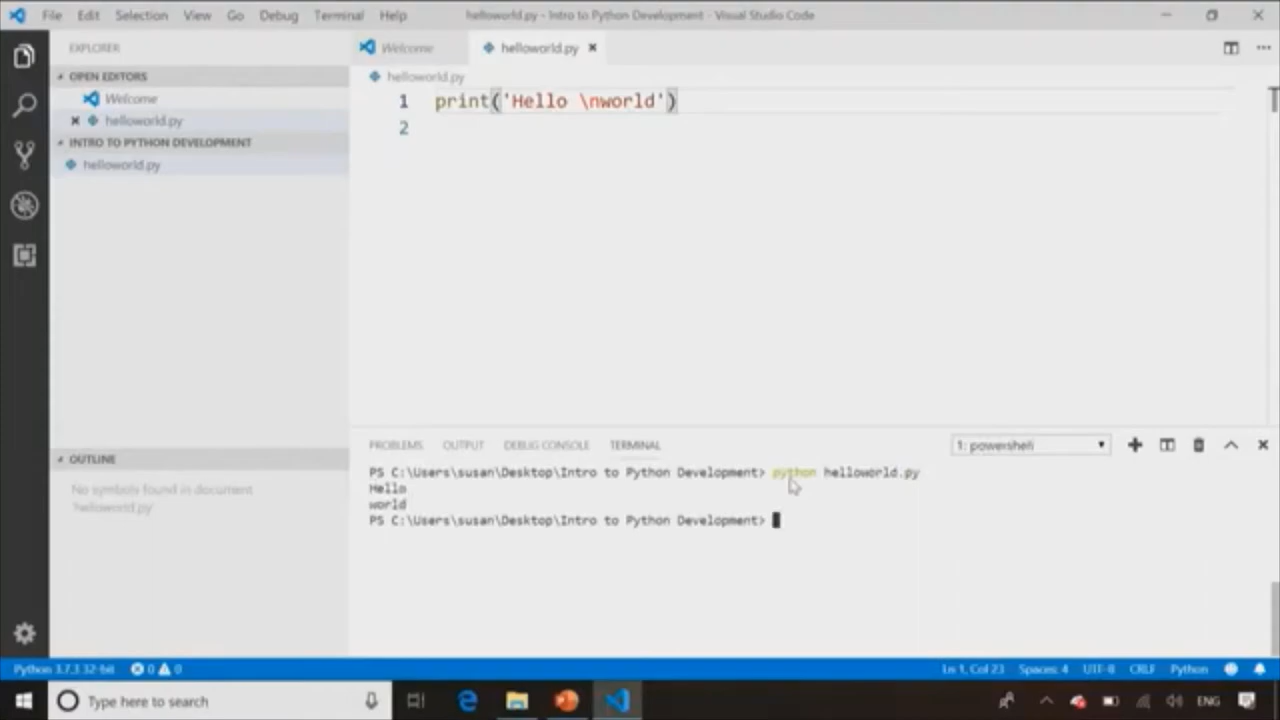 File Edit Selection View Go Debug Terminal Help
helloworld.py - Intro to Python Development - Visual Studio Code
EXPLORER
OPEN EDITORS
Welcome
helloworld.py
INTRO TO PYTHON DEVELOPMENT
helloworld.py
OUTLINE
No symbols found in document
'helloworld.py'
Welcome
helloworld.py
helloworld.py
1 print('Hello \nworld')
2
PROBLEMS OUTPUT DEBUG CONSOLE TERMINAL
1: powershell
PS C:\Users\susan\Desktop\Intro to Python Development> python helloworld.py
Hello
world
PS C:\Users\susan\Desktop\Intro to Python Development>
Python 3.7.3 32-bit 0 0
Ln 1, Col 23 Spaces: 4 UTF-8 CRLF Python
Type here to search
ENG